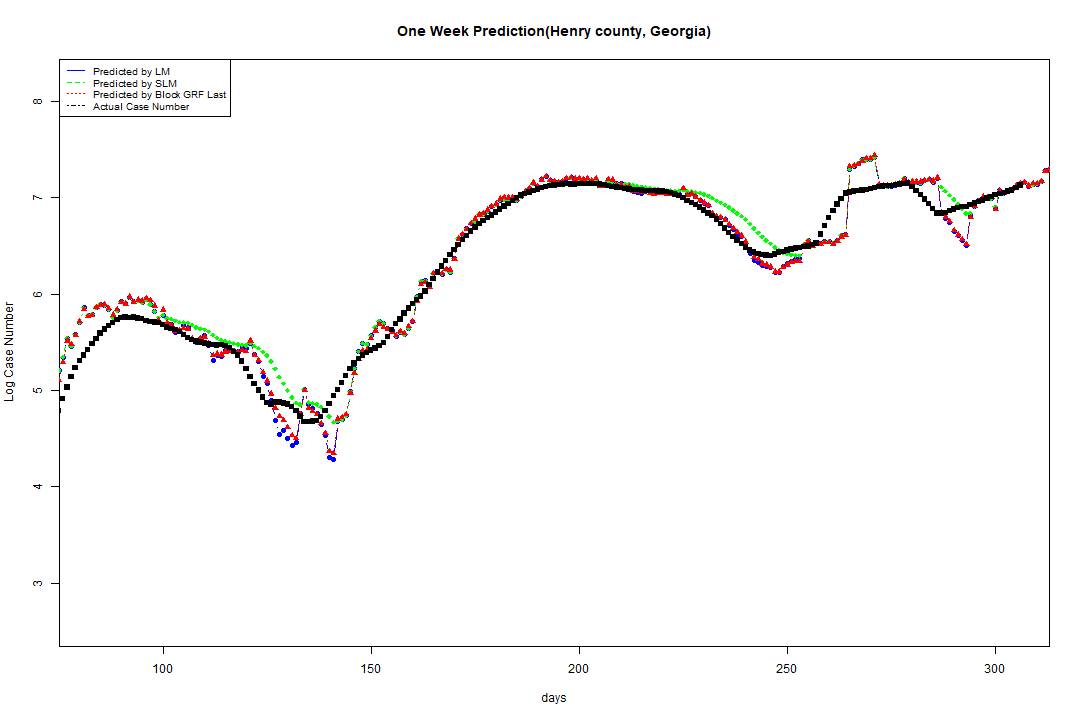 One Week Prediction(Henry county, Georgia)
Predicted by LM
Predicted by SLM
Predicted by Block GRF Last
Actual Case Number
8
7
6
5
4
3
Log Case Number
100 150 200 250 300
days